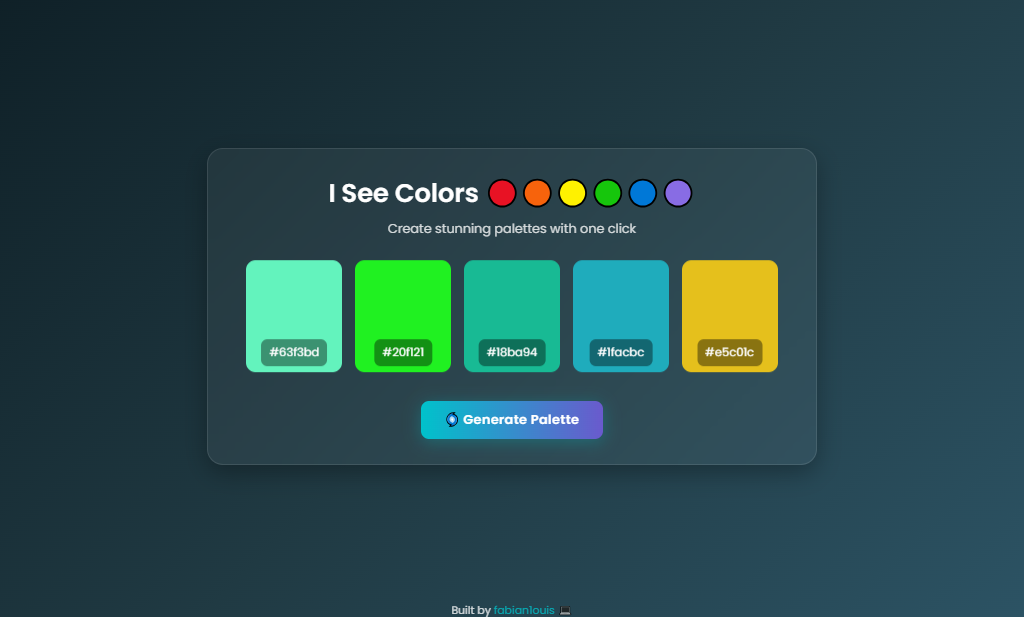 I See Colors
Create stunning palettes with one click
#63f3bd
#20f121
#18ba94
#1facbc
#e5c01c
Generate Palette
Built by fabian1ouis